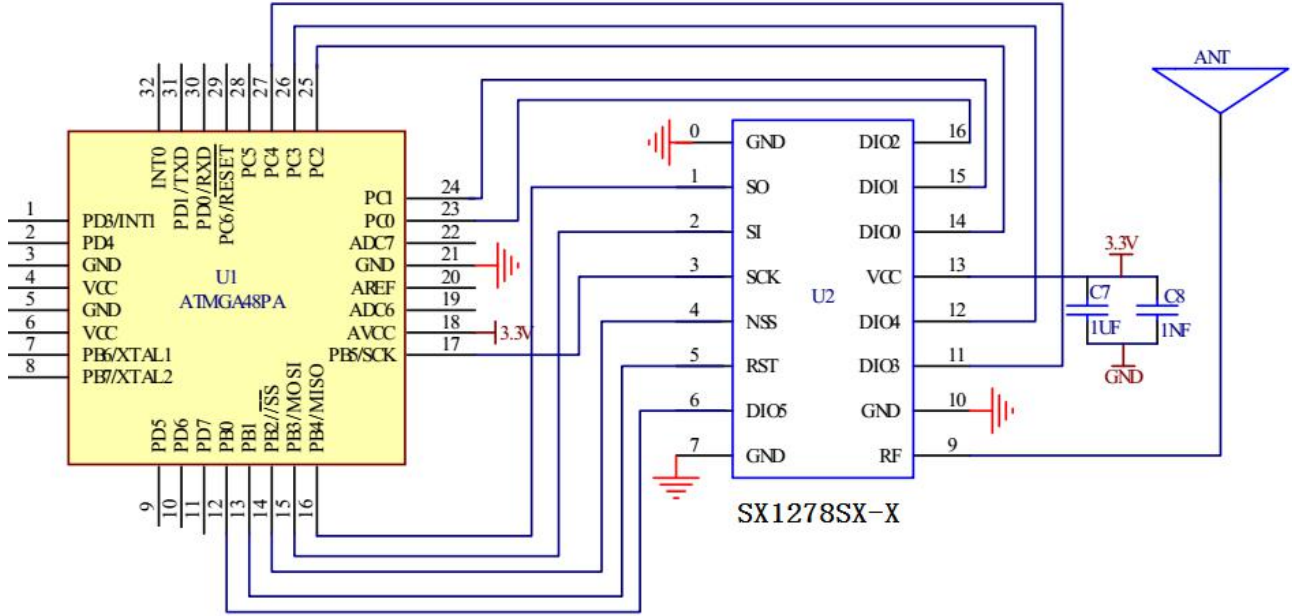 ANT
32
31
30
29
28
27
26
25
INT0
PD1/TXD
PD0/RXD
PC6/RESET
PC5
PC4
PC3
PC2
1 PD3/INT1
2 PD4
3 GND
4 VCC
5 GND
6 VCC
7 PB6/XTAL1
8 PB7/XTAL2
U1
ATMGA48PA
PC1 24
PC0 23
ADC7 22
GND 21
AREF 20
ADC6 19
AVCC 18 3.3V
PB5/SCK 17
PD5
PD6
PD7
PB0
PB1
PB2//SS
PB3/MOSI
PB4/MISO
9
10
11
12
13
14
15
16
0 GND
1 SO
2 SI
3 SCK
4 NSS
5 RST
6 DIO5
7 GND
U2
DIO2 16
DIO1 15
DIO0 14
VCC 13
DIO4 12
DIO3 11
GND 10
RF 9
SX1278SX-X
3.3V
C7
1UF
C8
1NF
GND